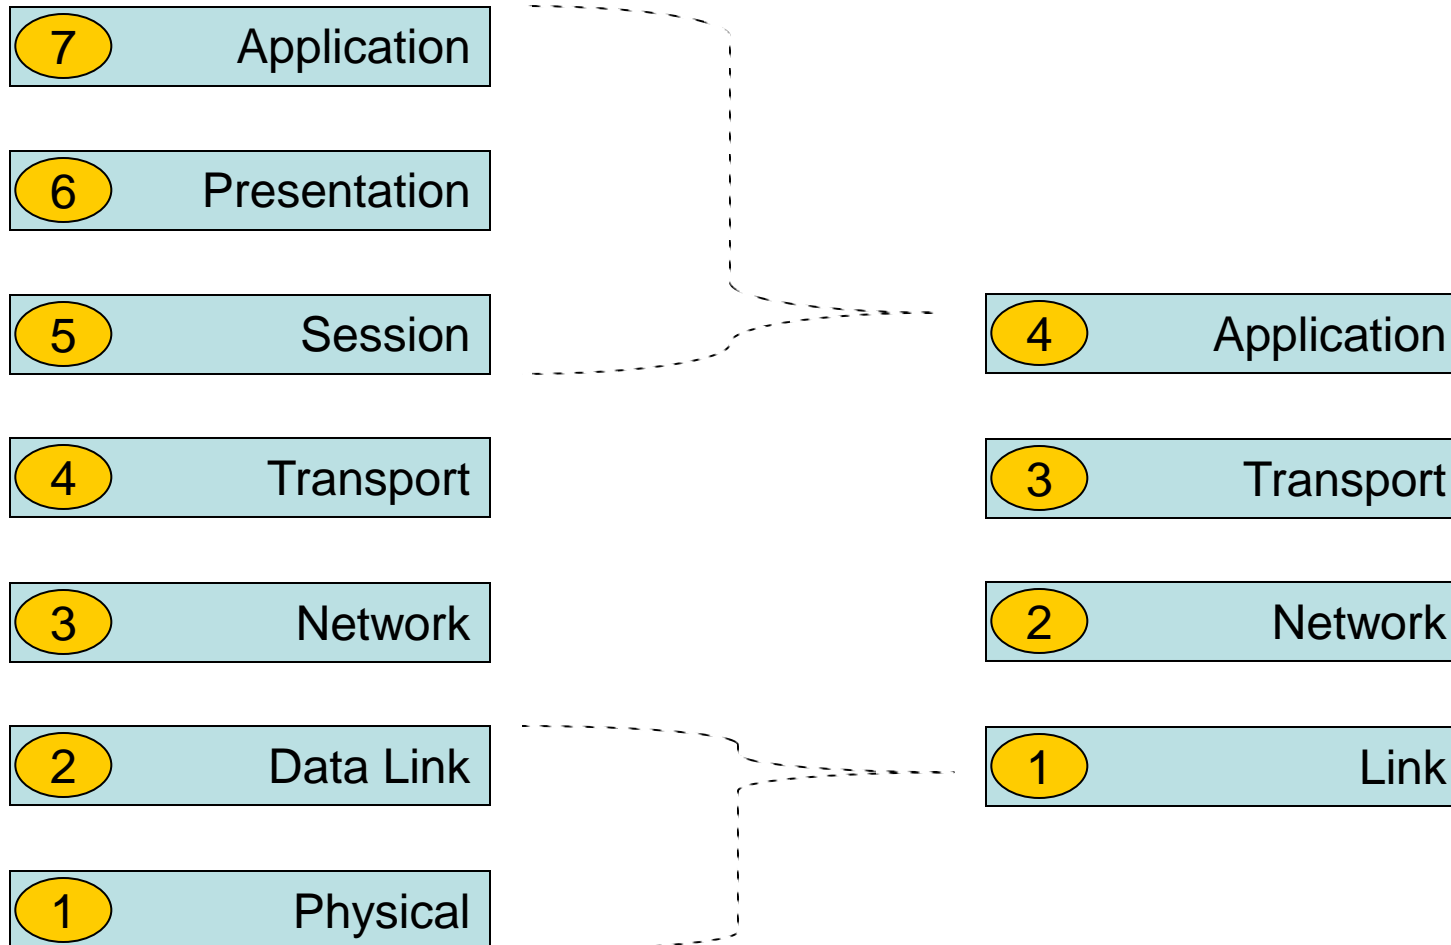 7 Application
6 Presentation
5 Session
4 Application
4 Transport
3 Transport
3 Network
2 Network
2 Data Link
1 Link
1 Physical